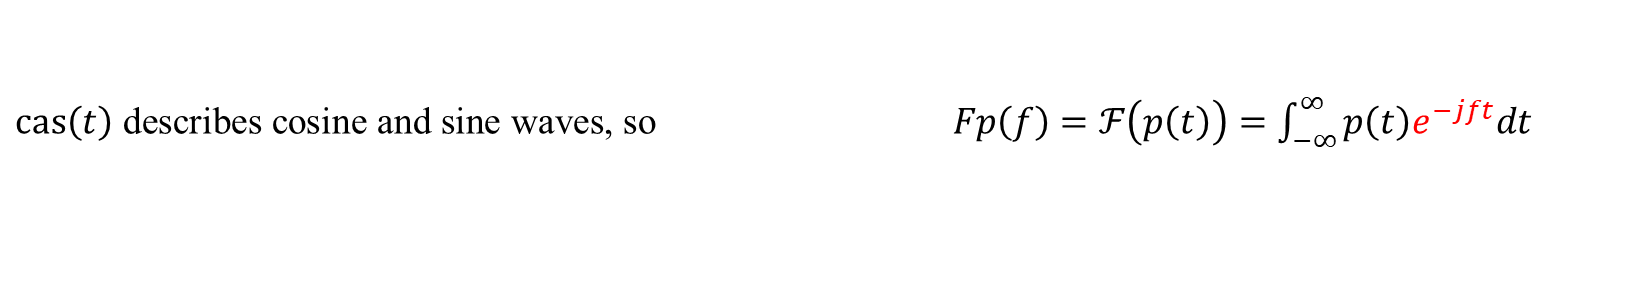 cas(t) describes cosine and sine waves, so
Fp(f) = ℱ(p(t)) = ∫_{-∞}^{∞} p(t)e^{-jft}dt